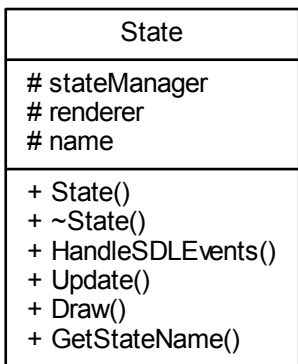 State
# stateManager
# renderer
# name
+ State()
+ ~State()
+ HandleSDLEvents()
+ Update()
+ Draw()
+ GetStateName()